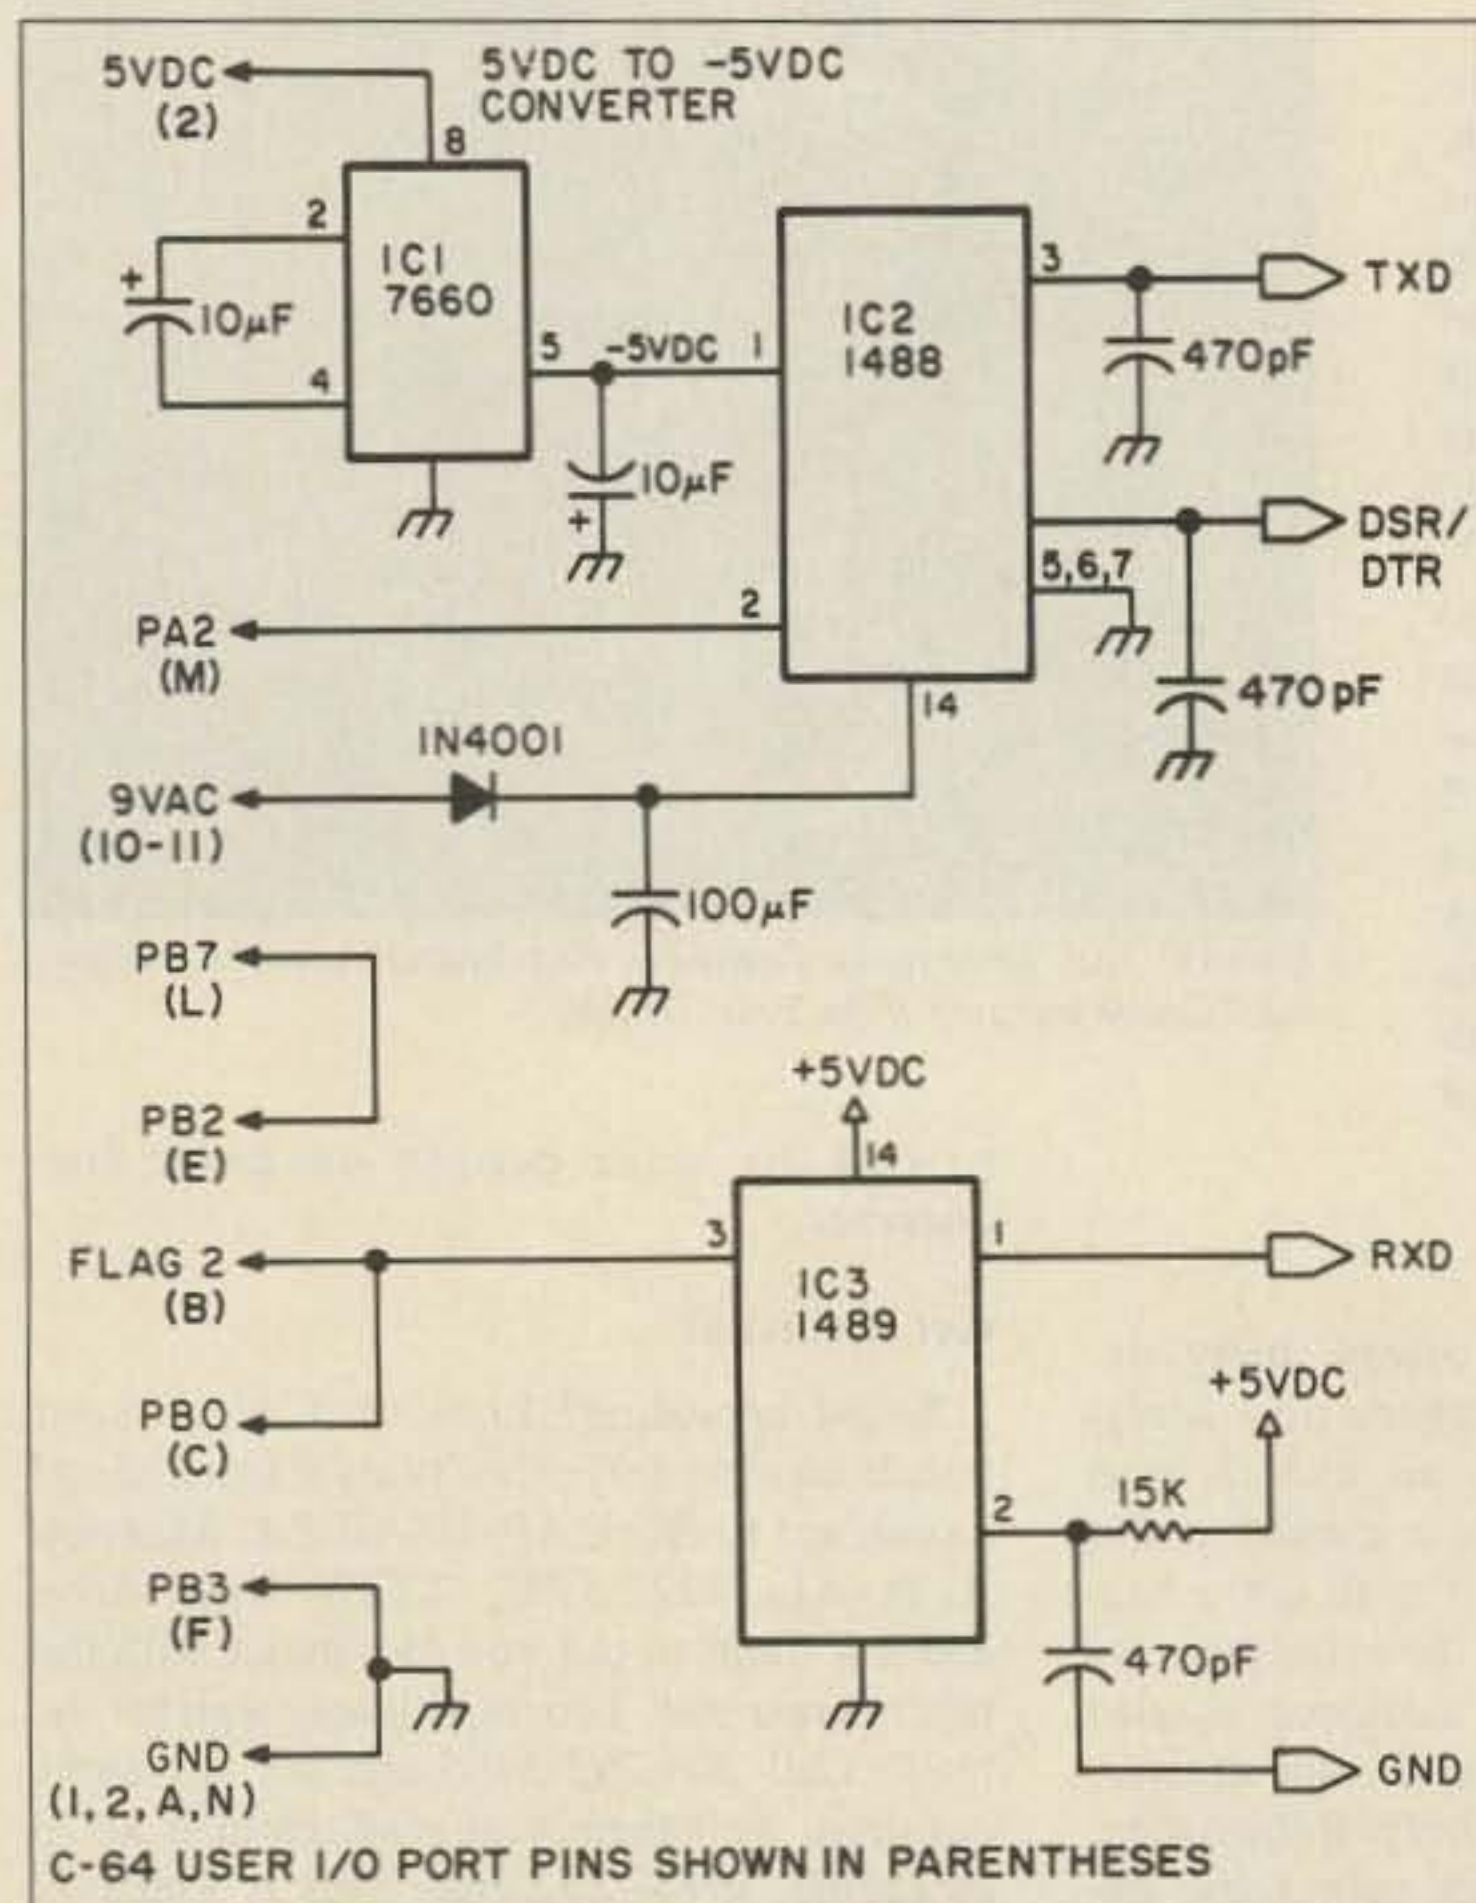 5VDC
(2)
5VDC TO -5VDC
CONVERTER
8
2
+
10µF
4
IC1
7660
5
-5VDC
1
10µF
+
IC2
1488
3
TXD
470pF
DSR/
DTR
5,6,7
470pF
PA2
(M)
2
14
1N4001
9VAC
(10-11)
100µF
PB7
(L)
PB2
(E)
+5VDC
14
FLAG 2
(B)
3
IC3
1489
1
RXD
PB0
(C)
+5VDC
15K
2
PB3
(F)
470pF
GND
(1,2,A,N)
GND
C-64 USER I/O PORT PINS SHOWN IN PARENTHESES